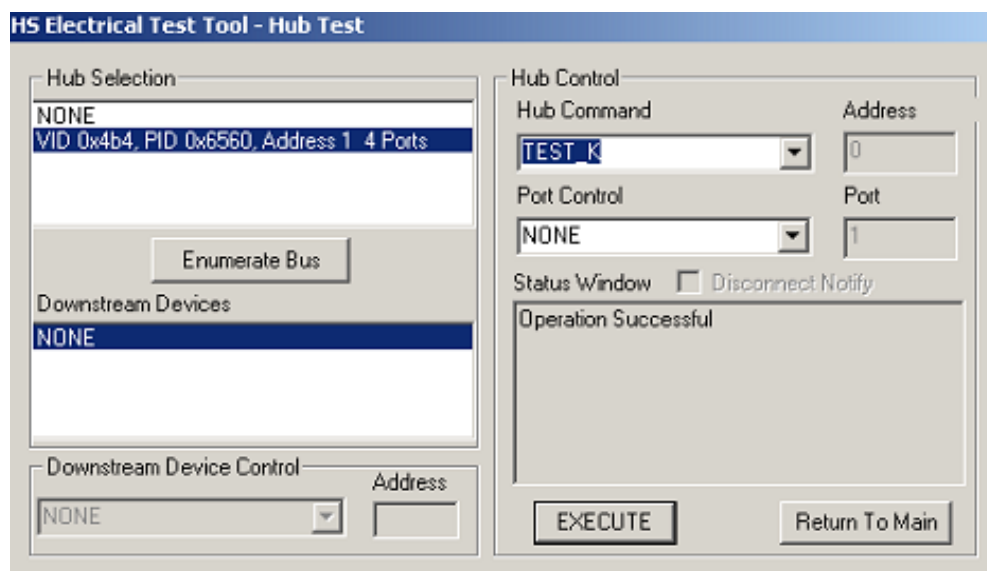 HS Electrical Test Tool - Hub Test
Hub Selection
NONE
VID 0x4b4, PID 0x6560, Address 1 4 Ports
Enumerate Bus
Downstream Devices
NONE
Downstream Device Control
Address
NONE
Hub Control
Hub Command
Address
TEST_K
0
Port Control
Port
NONE
1
Status Window
Disconnect Notify
Operation Successful
EXECUTE
Return To Main